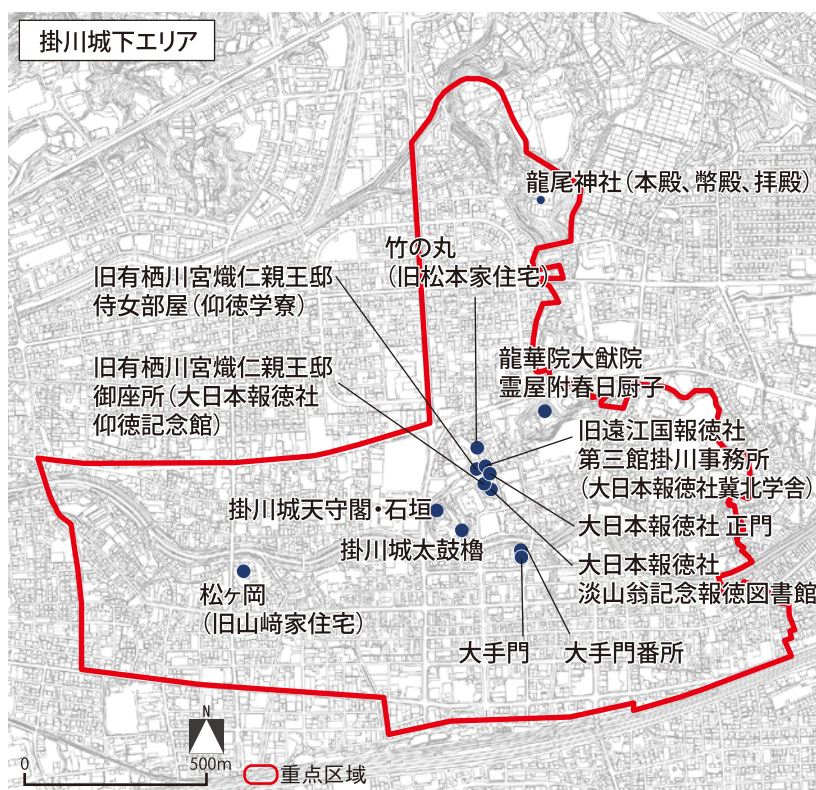 掛川城下エリア
龍尾神社（本殿、幣殿、拝殿）
竹の丸
（旧松本家住宅）
旧有栖川宮熾仁親王邸
侍女部屋（仰徳学寮）
龍華院大猷院
霊屋附春日厨子
旧有栖川宮熾仁親王邸
御座所（大日本報徳社
仰徳記念館）
旧遠江国報徳社
第三館掛川事務所
（大日本報徳社冀北学舎）
掛川城天守閣・石垣
大日本報徳社 正門
掛川城太鼓櫓
大日本報徳社
淡山翁記念報徳図書館
松ヶ岡
（旧山﨑家住宅）
大手門
大手門番所
N
0
500m
重点区域